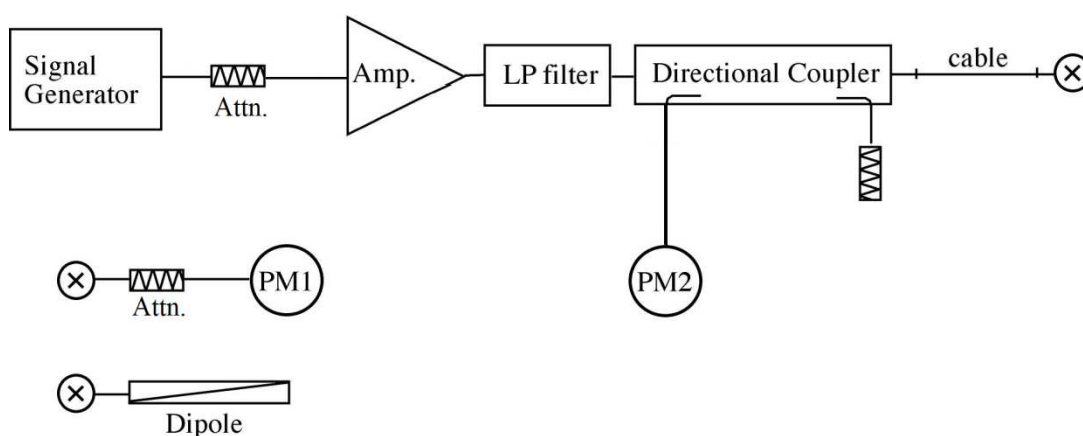 Signal
Generator
Attn.
Amp.
LP filter
Directional Coupler
cable
PM1
Attn.
PM2
Dipole